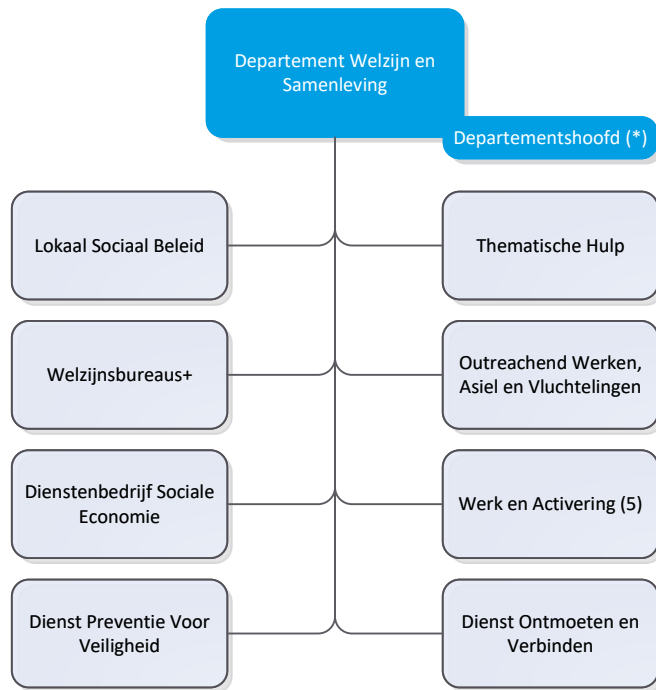 Departement Welzijn en
Samenleving
Departementshoofd (*)
Lokaal Sociaal Beleid
Thematische Hulp
Welzijnsbureaus+
Outreachend Werken,
Asiel en Vluchtelingen
Dienstenbedrijf Sociale
Economie
Werk en Activering (5)
Dienst Preventie Voor
Veiligheid
Dienst Ontmoeten en
Verbinden